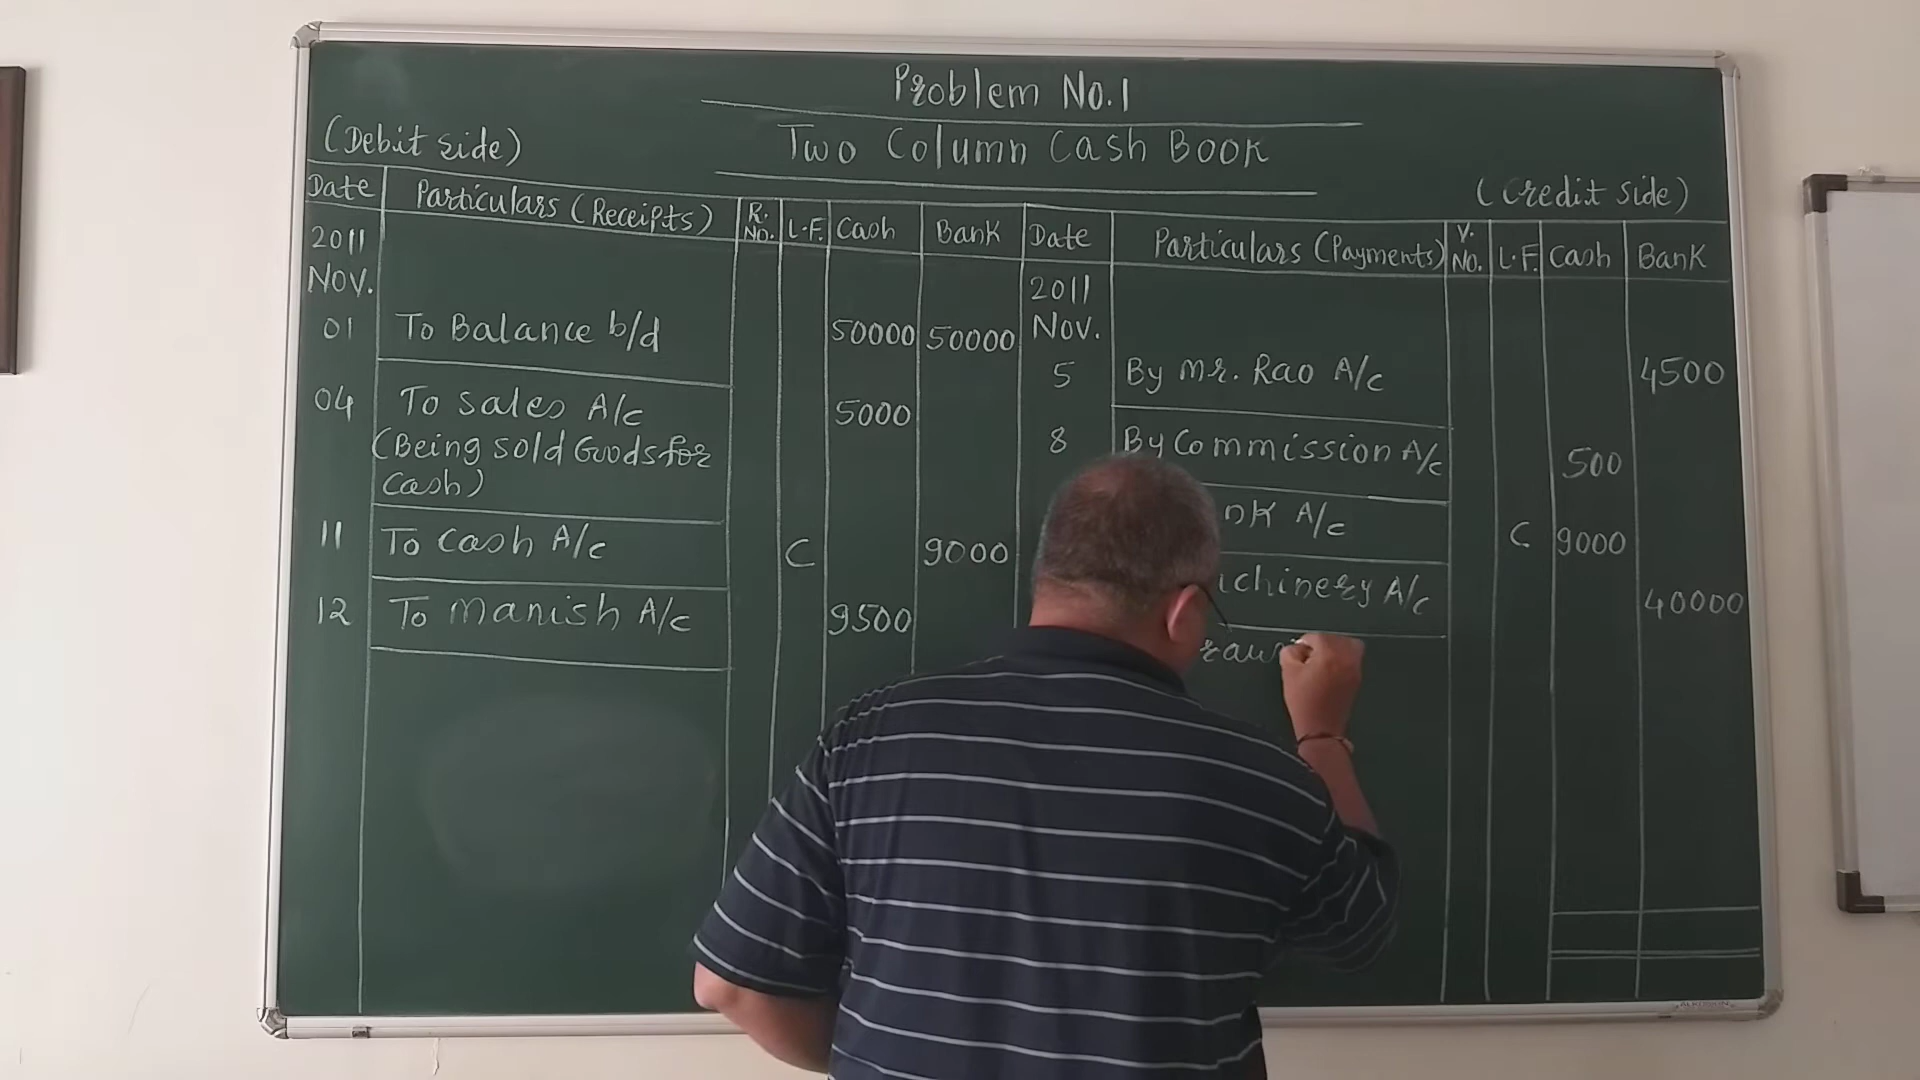 Problem No.1
Two Column Cash Book
(Debit side)
(Credit side)
Date Particulars (Receipts) R. No. L.F. Cash Bank Date Particulars (Payments) V. No. L.F. Cash Bank
2011
Nov.
01 To Balance b/d 50000 50000
04 To Sales A/c 5000
(Being sold Goods for
Cash)
11 To Cash A/c C 9000
12 To Manish A/c 9500
2011
Nov.
5 By Mr. Rao A/c 4500
8 By Commission A/c 500
A/c C 9000
A/c 40000